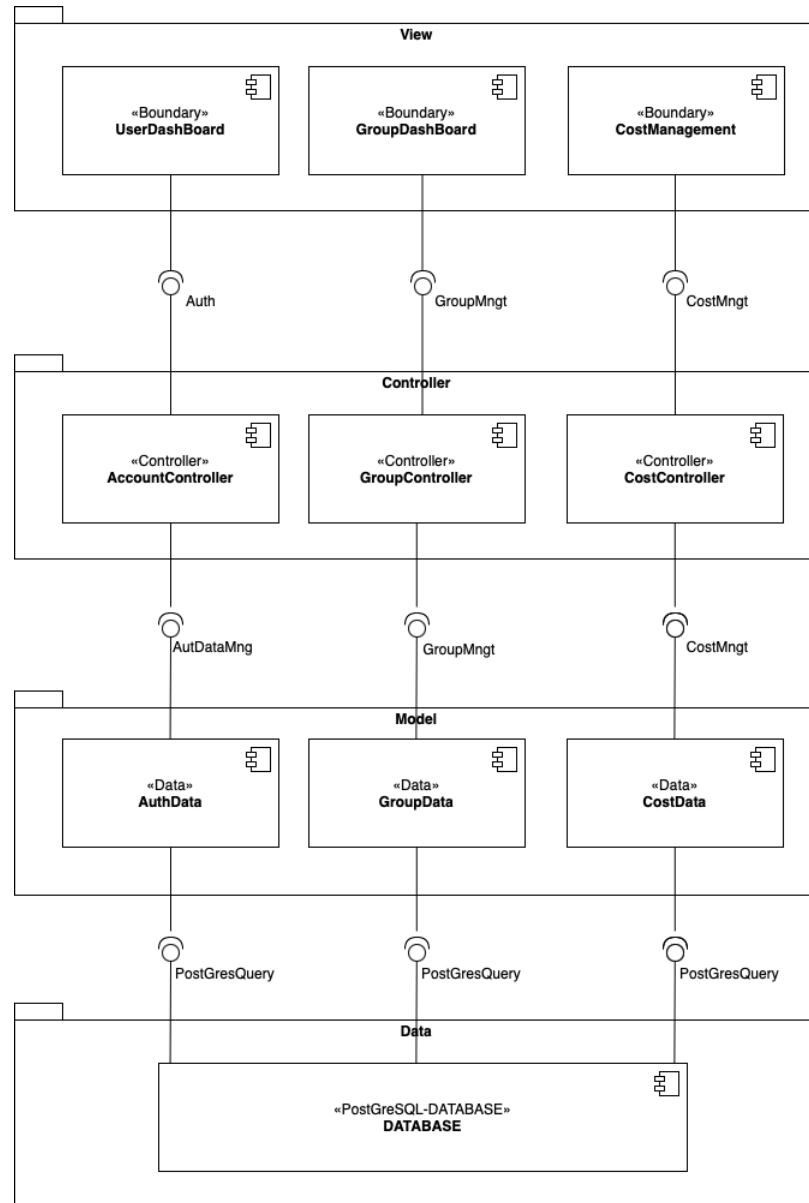 View
«Boundary»
UserDashBoard
«Boundary»
GroupDashBoard
«Boundary»
CostManagement
Auth
GroupMngt
CostMngt
Controller
«Controller»
AccountController
«Controller»
GroupController
«Controller»
CostController
AutDataMng
GroupMngt
CostMngt
Model
«Data»
AuthData
«Data»
GroupData
«Data»
CostData
PostGresQuery
PostGresQuery
PostGresQuery
Data
«PostGreSQL-DATABASE»
DATABASE